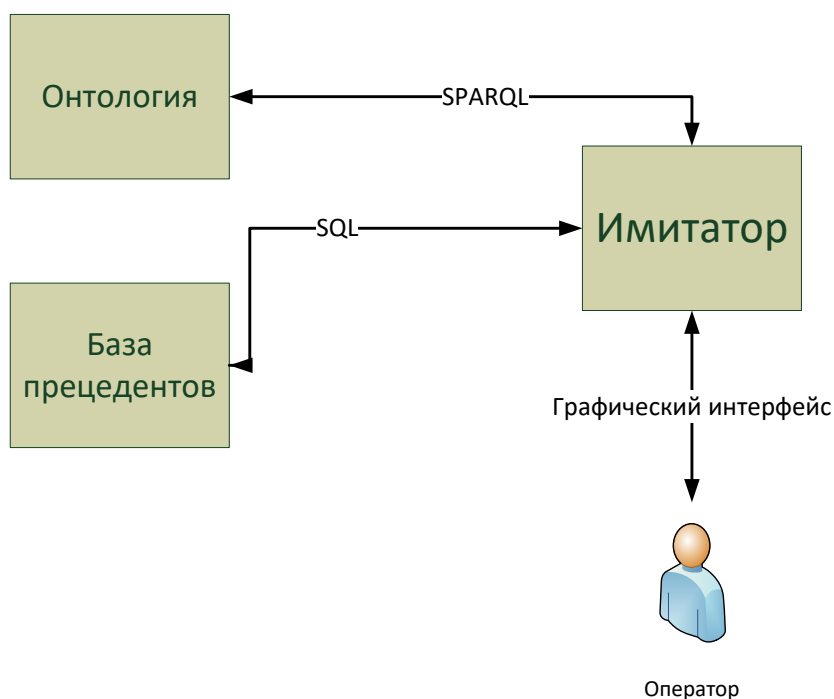 Онтология
SPARQL
Имитатор
SQL
База
прецедентов
Графический интерфейс
Оператор